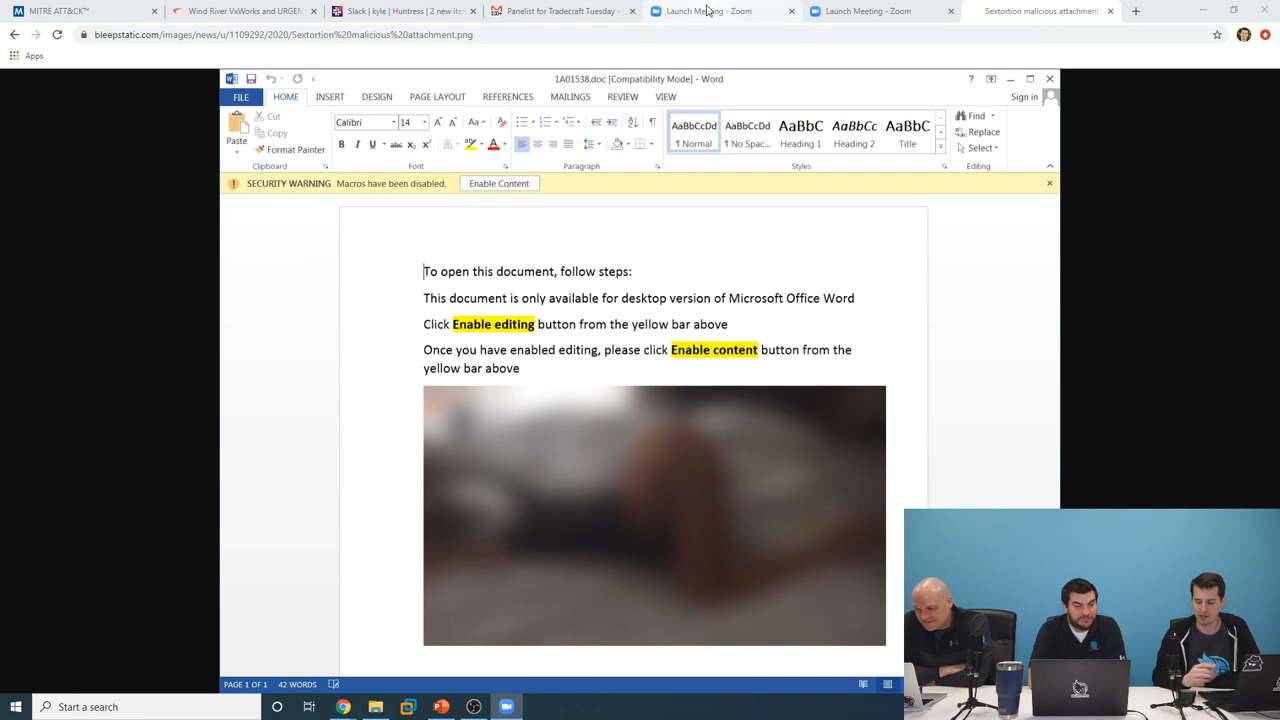 MITRE ATT&CK™
Wind River VxWorks and URGEN
Slack | kyle | Huntress | 2 new ite
Panelist for Tradecraft Tuesday -
Launch Meeting - Zoom
Launch Meeting - Zoom
Sextortion malicious attachment.
bleepstatic.com/images/news/u/1109292/2020/Sextortion%20malicious%20attachment.png
Apps
1A01538.doc [Compatibility Mode] - Word
FILE HOME INSERT DESIGN PAGE LAYOUT REFERENCES MAILINGS REVIEW VIEW Sign in
Paste
Cut
Copy
Format Painter
Clipboard
Calibri 14
Font
Paragraph
AaBbCcDd AaBbCcDd AaBbC AaBbCc AaBbC
¶ Normal ¶ No Spac... Heading 1 Heading 2 Title
Styles
Find
Replace
Select
Editing
SECURITY WARNING Macros have been disabled. Enable Content
To open this document, follow steps:
This document is only available for desktop version of Microsoft Office Word
Click Enable editing button from the yellow bar above
Once you have enabled editing, please click Enable content button from the
yellow bar above
PAGE 1 OF 1 42 WORDS
Start a search